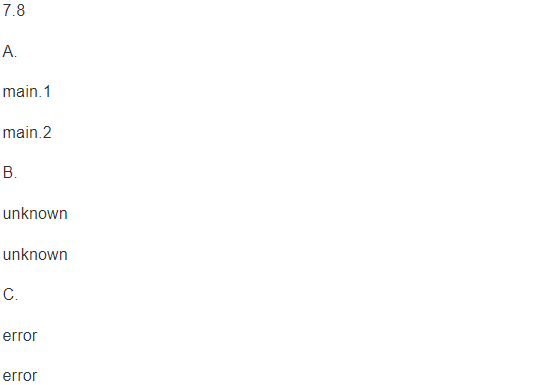 7.8
A.
main.1
main.2
B.
unknown
unknown
C.
error
error